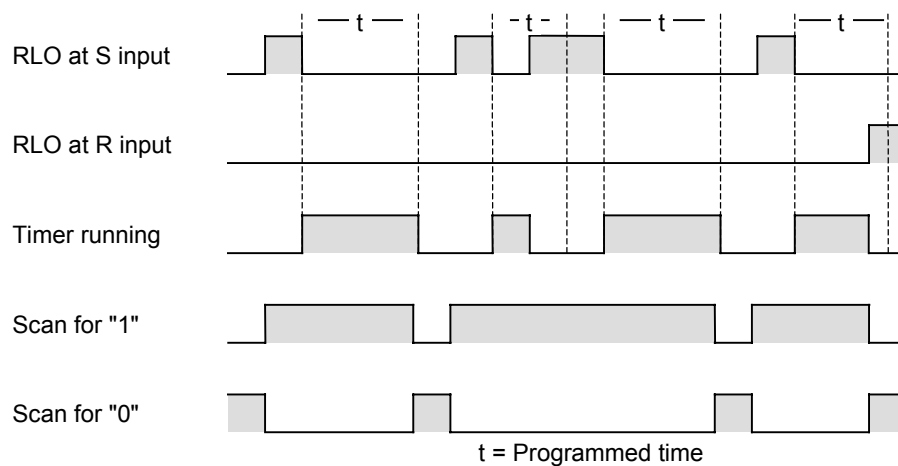 t t t t
RLO at S input
RLO at R input
Timer running
Scan for "1"
Scan for "0"
t = Programmed time